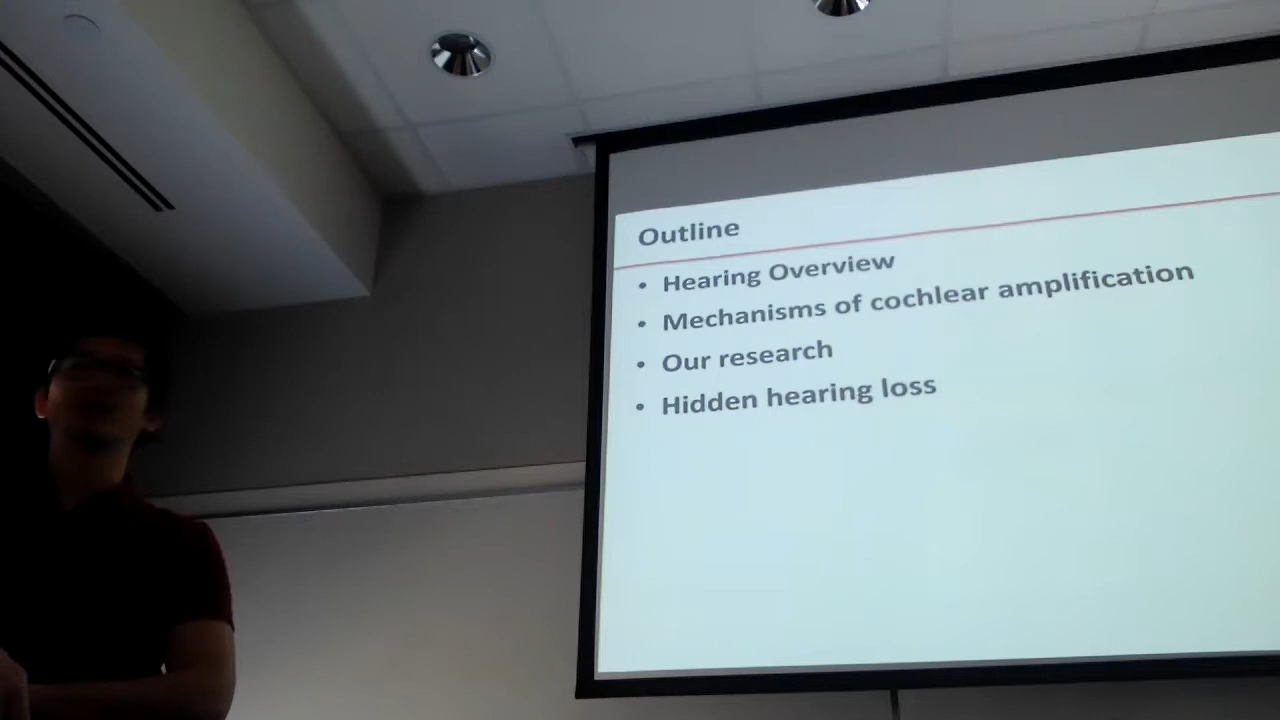 Outline
• Hearing Overview
• Mechanisms of cochlear amplification
• Our research
• Hidden hearing loss